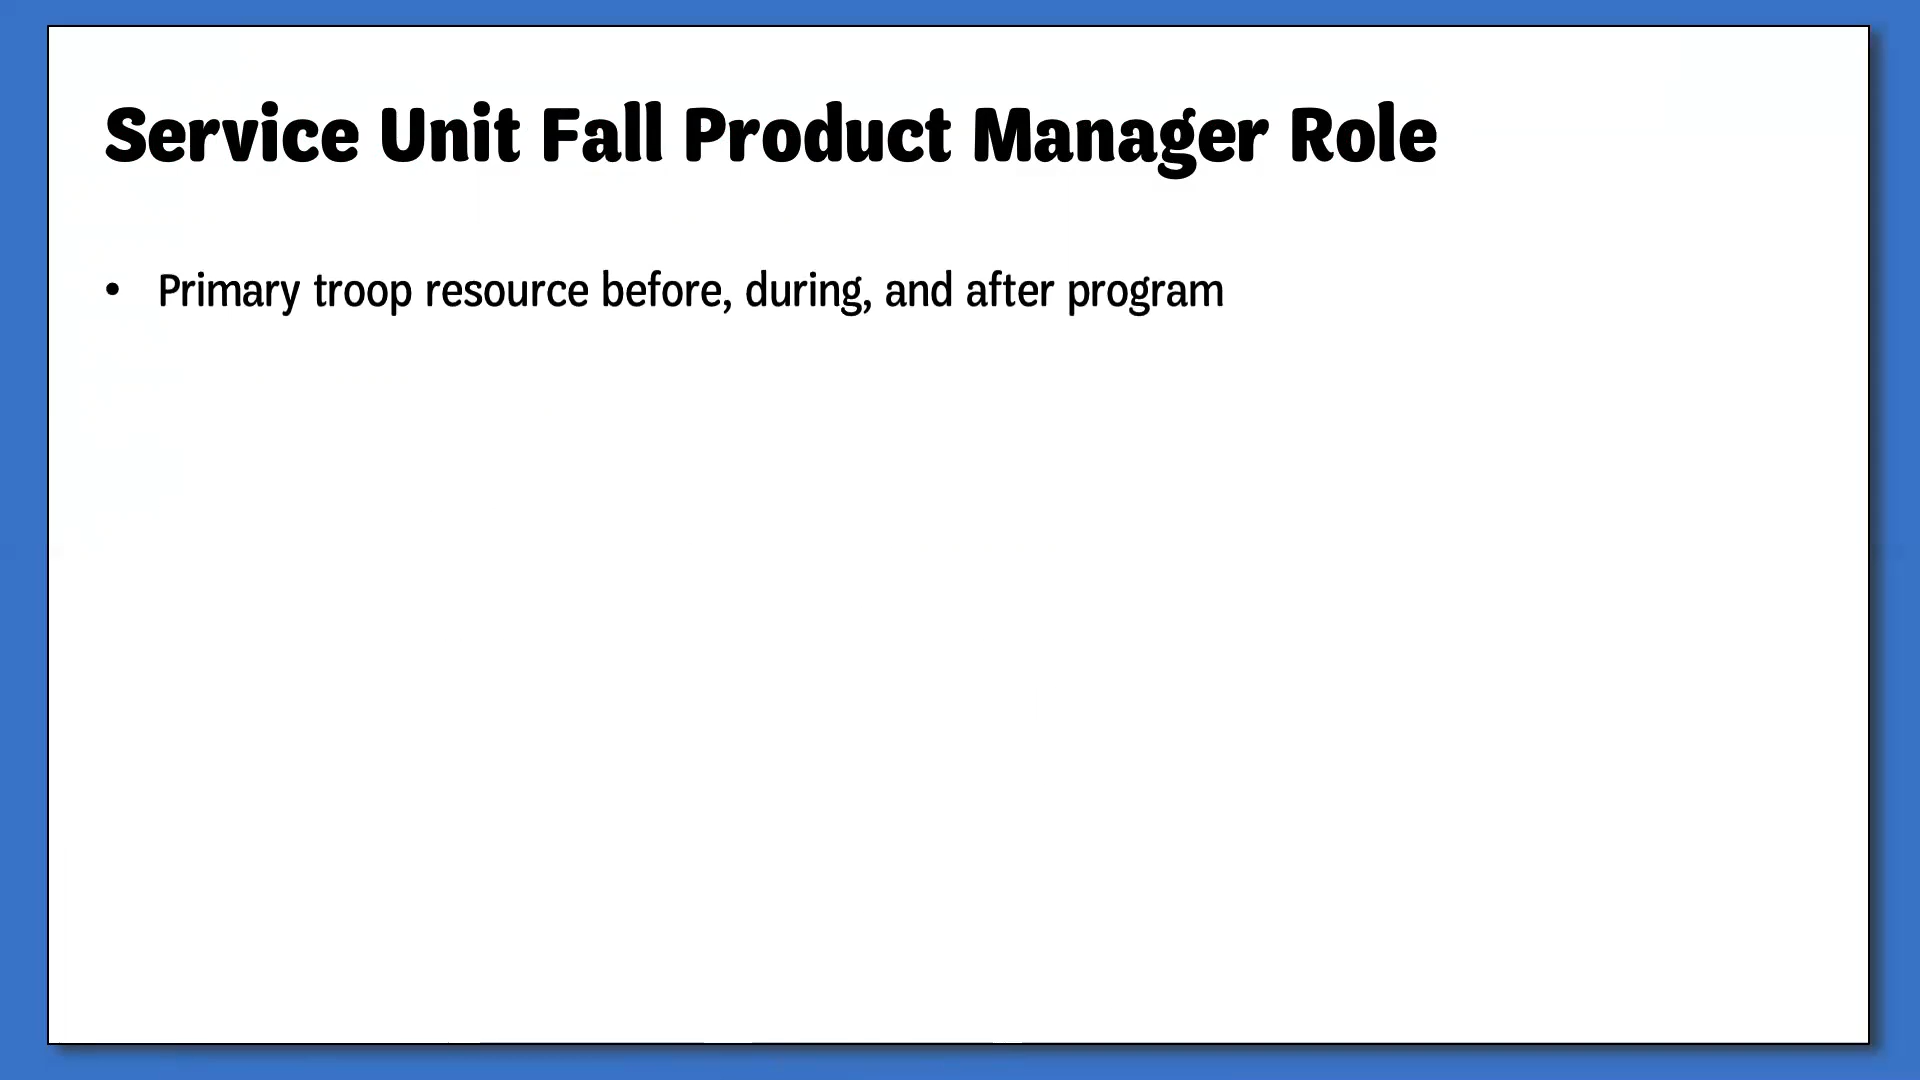 Service Unit Fall Product Manager Role
• Primary troop resource before, during, and after program